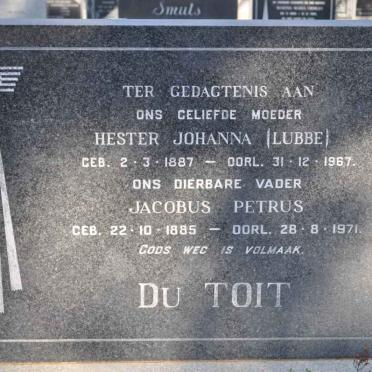 Smuts
TER GEDAGTENIS AAN
ONS GELIEFDE MOEDER
HESTER JOHANNA (LUBBE)
GEB. 2·3·1887 — OORL. 31·12·1967.
ONS DIERBARE VADER
JACOBUS PETRUS
GEB. 22·10·1885 — OORL. 28·8·1971.
GODS WEG IS VOLMAAK.
DU TOIT